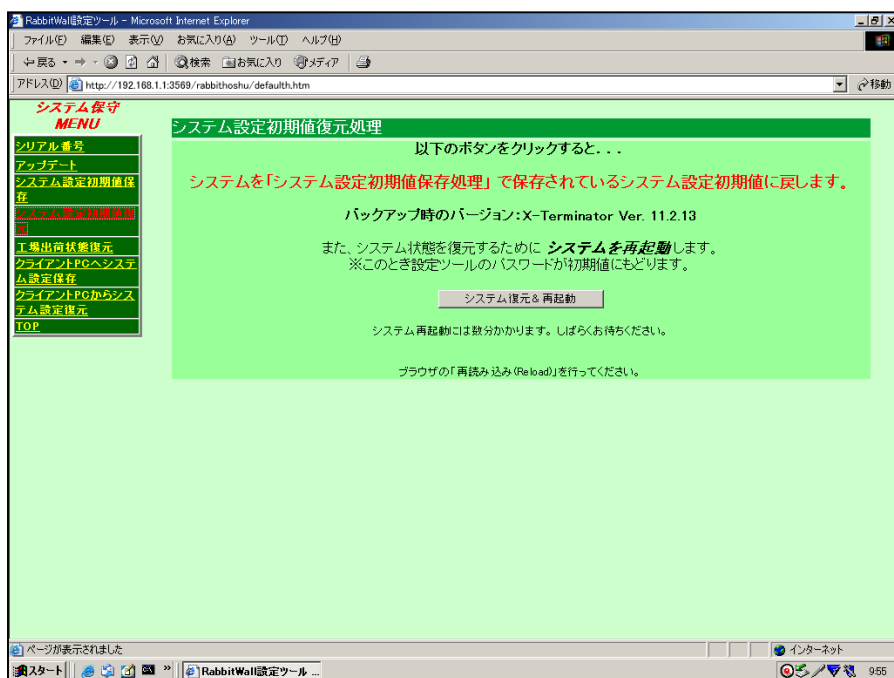 RabbitWall設定ツール - Microsoft Internet Explorer
ファイル(F) 編集(E) 表示(V) お気に入り(A) ツール(T) ヘルプ(H)
戻る 検索 お気に入り メディア
アドレス(D) http://192.168.1.1:3569/rabbithoshu/defaulth.htm 移動
システム保守
MENU
シリアル番号
アップデート
システム設定初期値保
存
システム設定初期値復
元
工場出荷状態復元
クライアントPCへシステ
ム設定保存
クライアントPCからシス
テム設定復元
TOP
システム設定初期値復元処理
以下のボタンをクリックすると...
システムを「システム設定初期値保存処理」で保存されているシステム設定初期値に戻します。
バックアップ時のバージョン:X-Terminator Ver. 11.2.13
また、システム状態を復元するために システムを再起動します。
※このとき設定ツールのパスワードが初期値にもどります。
システム復元& 再起動
システム再起動には数分かかります。しばらくお待ちください。
ブラウザの「再読み込み(Reload)」を行ってください。
ページが表示されました インターネット
スタート » RabbitWall設定ツール ... 9:55